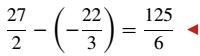 27/2 − (−22/3) = 125/6